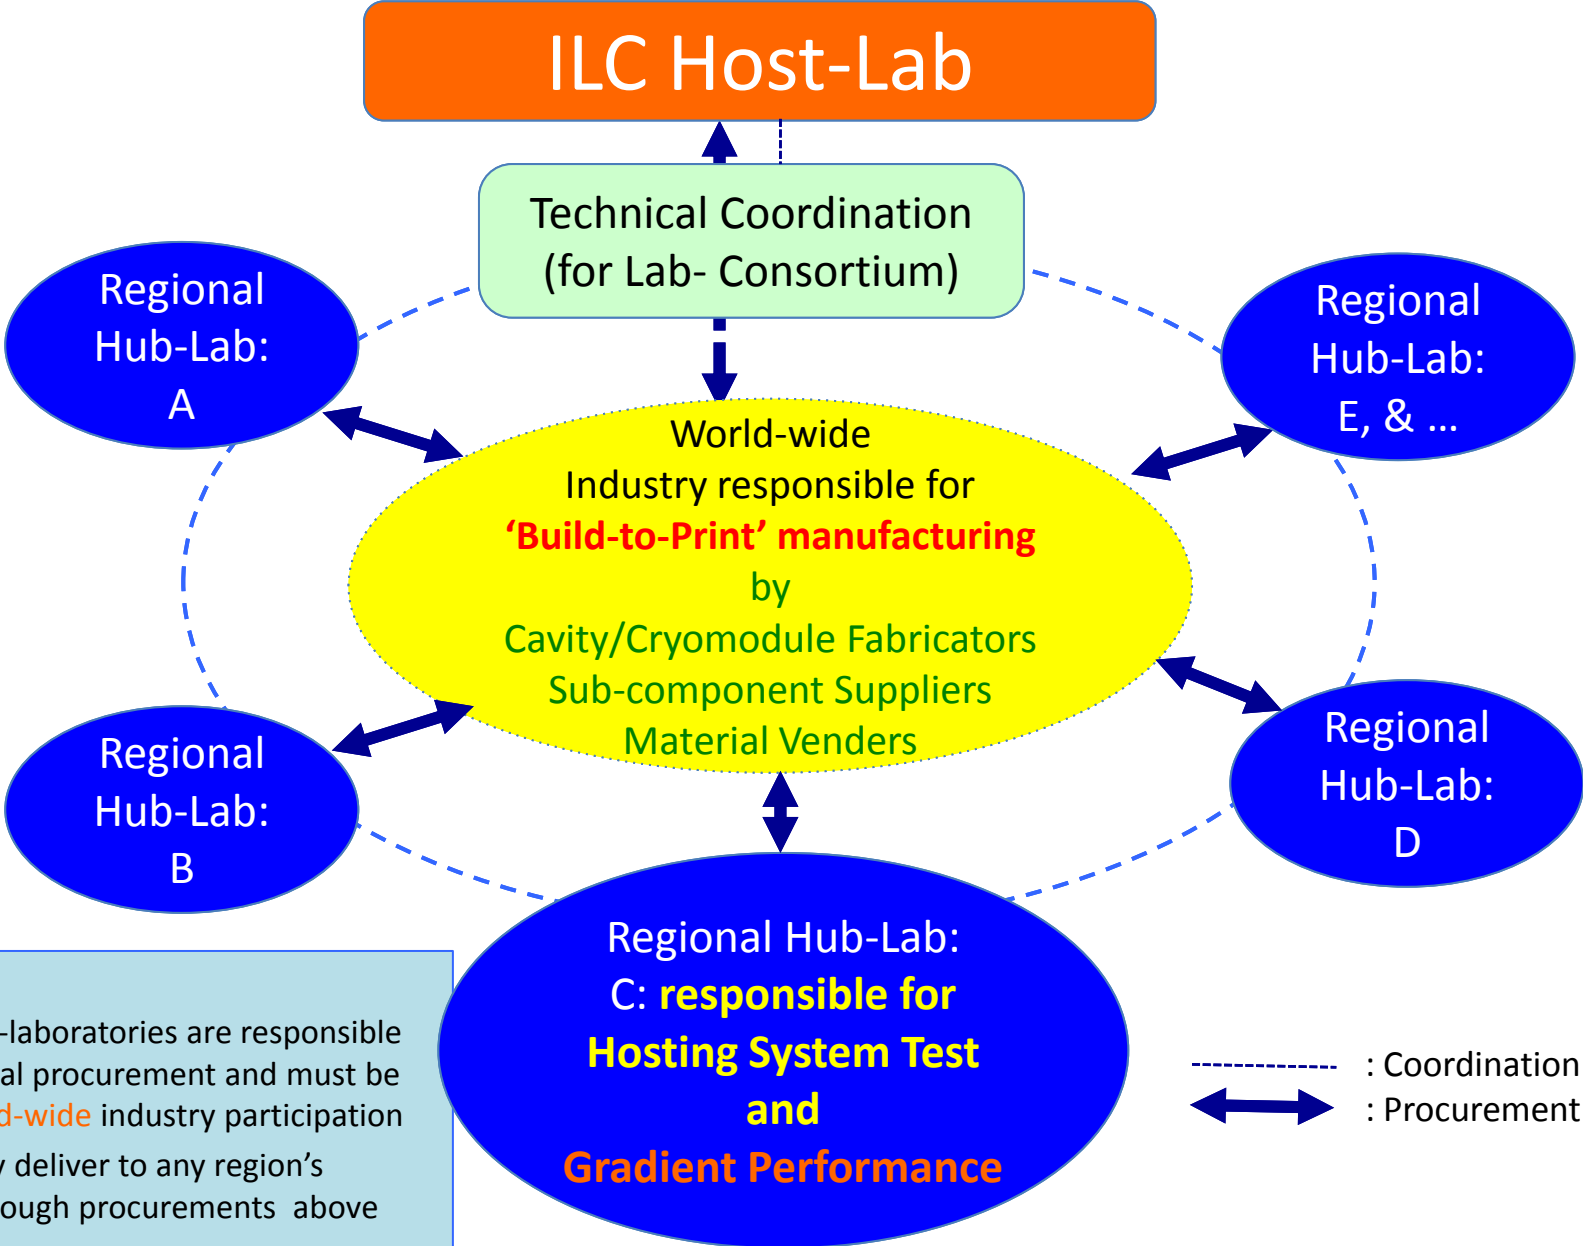 ILC Host-Lab
Technical Coordination
(for Lab- Consortium)
Regional
Hub-Lab:
A
Regional
Hub-Lab:
E, & ...
World-wide
Industry responsible for
‘Build-to-Print’ manufacturing
by
Cavity/Cryomodule Fabricators
Sub-component Suppliers
Material Venders
Regional
Hub-Lab:
B
Regional
Hub-Lab:
D
Regional Hub-Lab:
C: responsible for
Hosting System Test
and
Gradient Performance
-laboratories are responsible
procurement and must be
-wide industry participation
deliver to any region’s
procurements above
: Coordination
: Procurement